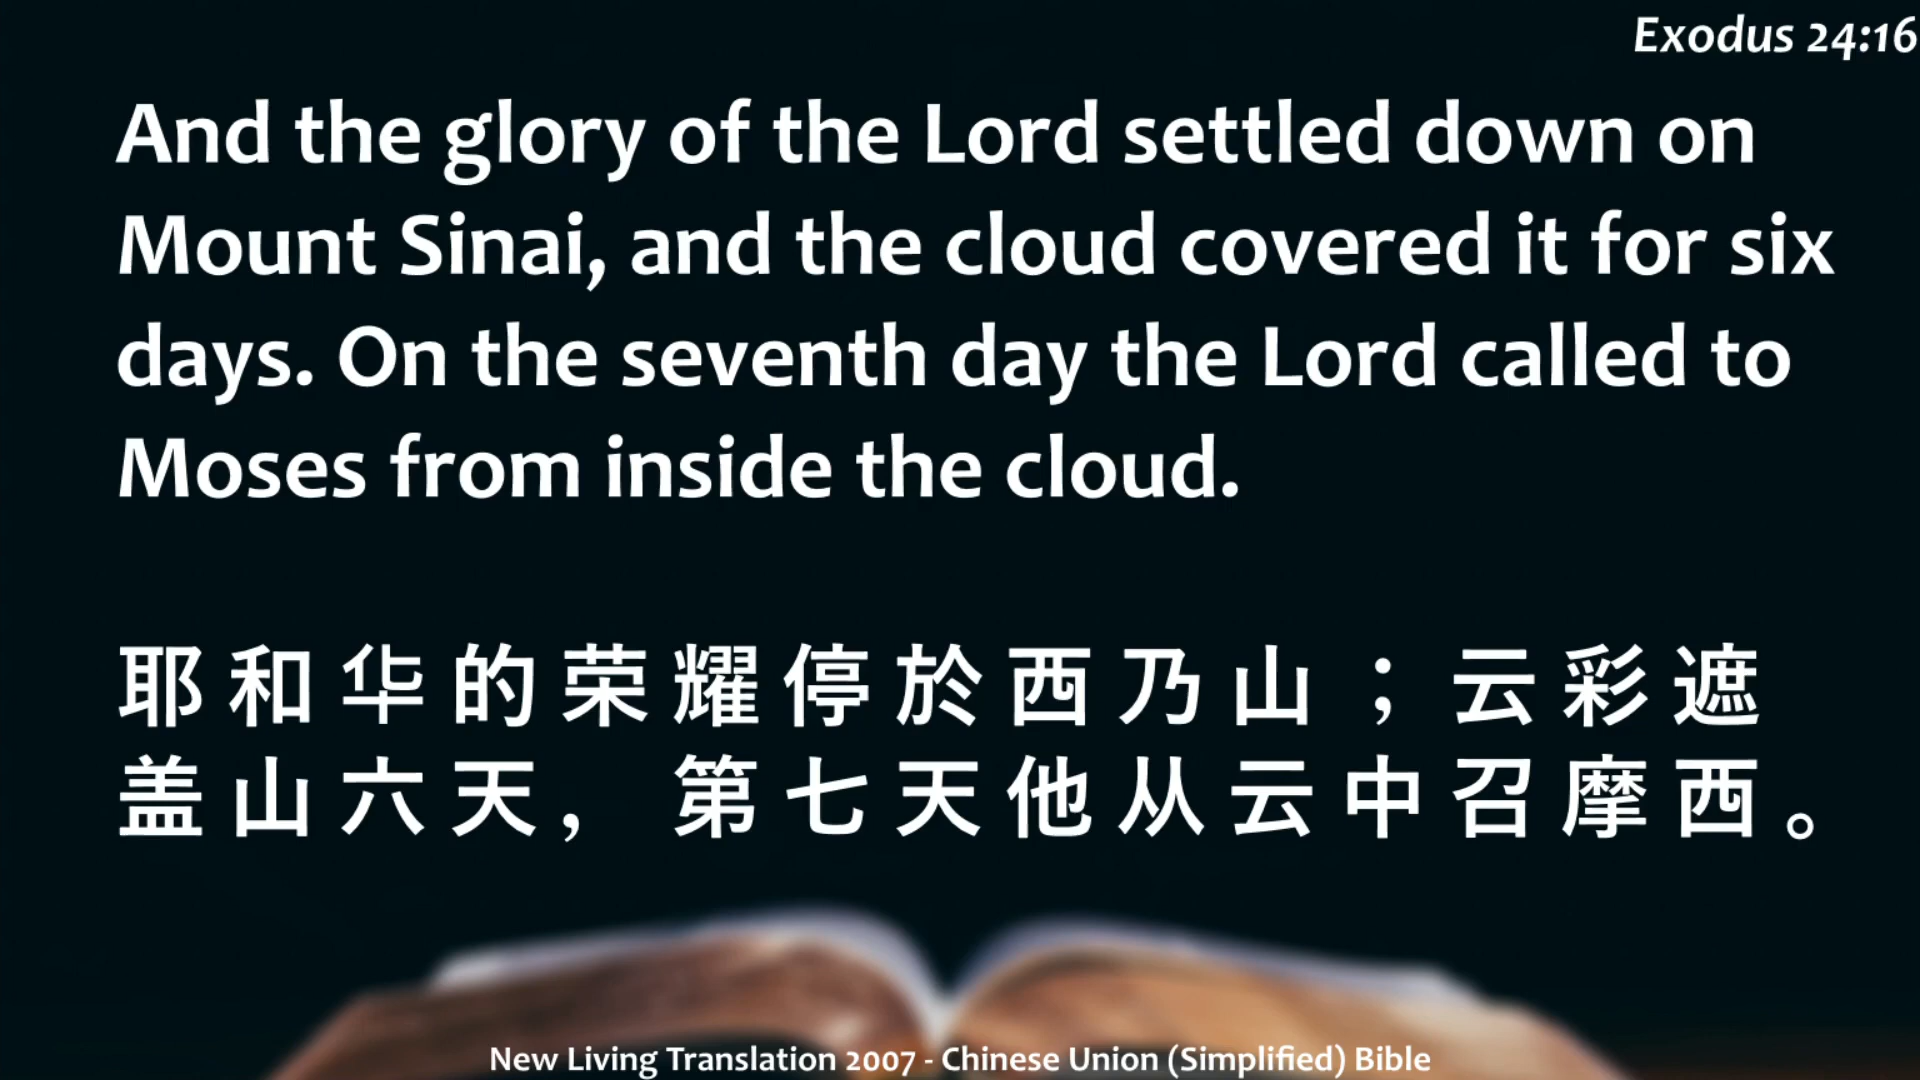 Exodus 24:16
And the glory of the Lord settled down on
Mount Sinai, and the cloud covered it for six
days. On the seventh day the Lord called to
Moses from inside the cloud.
耶和华的荣耀停於西乃山；云彩遮
盖山六天，第七天他从云中召摩西。
New Living Translation 2007 - Chinese Union (Simplified) Bible